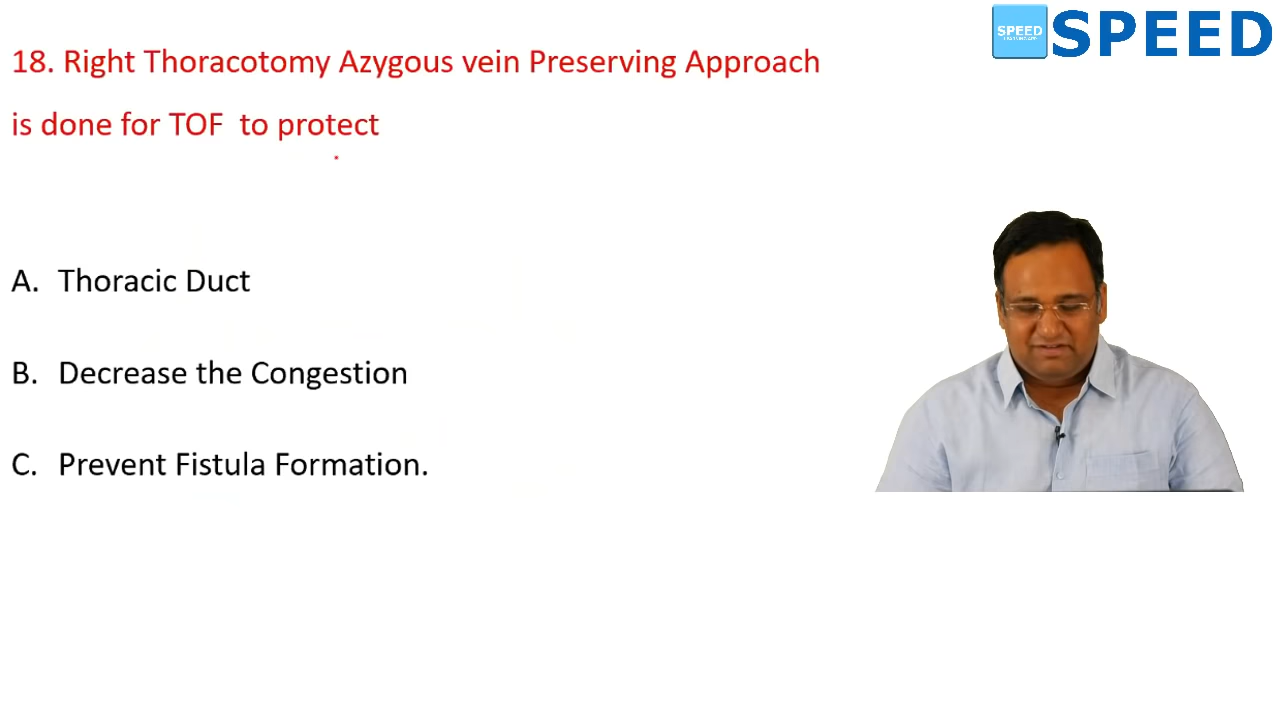 SPEED
SPEED
18. Right Thoracotomy Azygous vein Preserving Approach
is done for TOF to protect
A. Thoracic Duct
B. Decrease the Congestion
C. Prevent Fistula Formation.